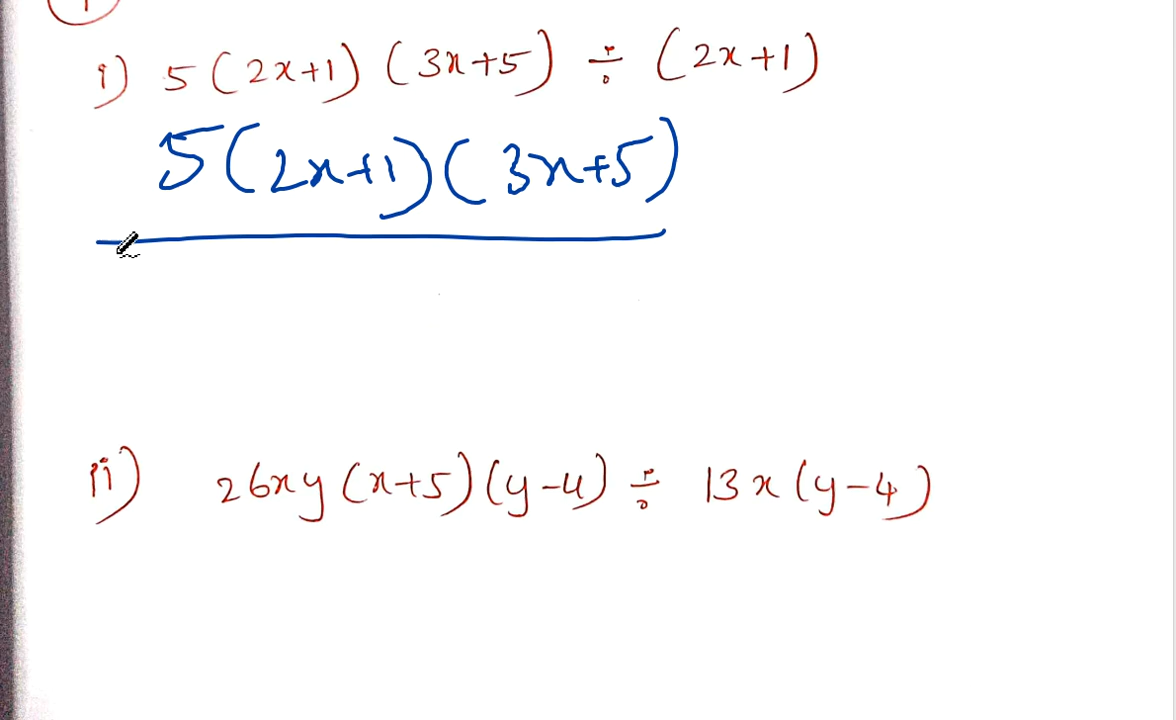 i) 5(2x+1)(3x+5) ÷ (2x+1)
5(2x+1)(3x+5)
ii) 26xy(x+5)(y-4) ÷ 13x(y-4)